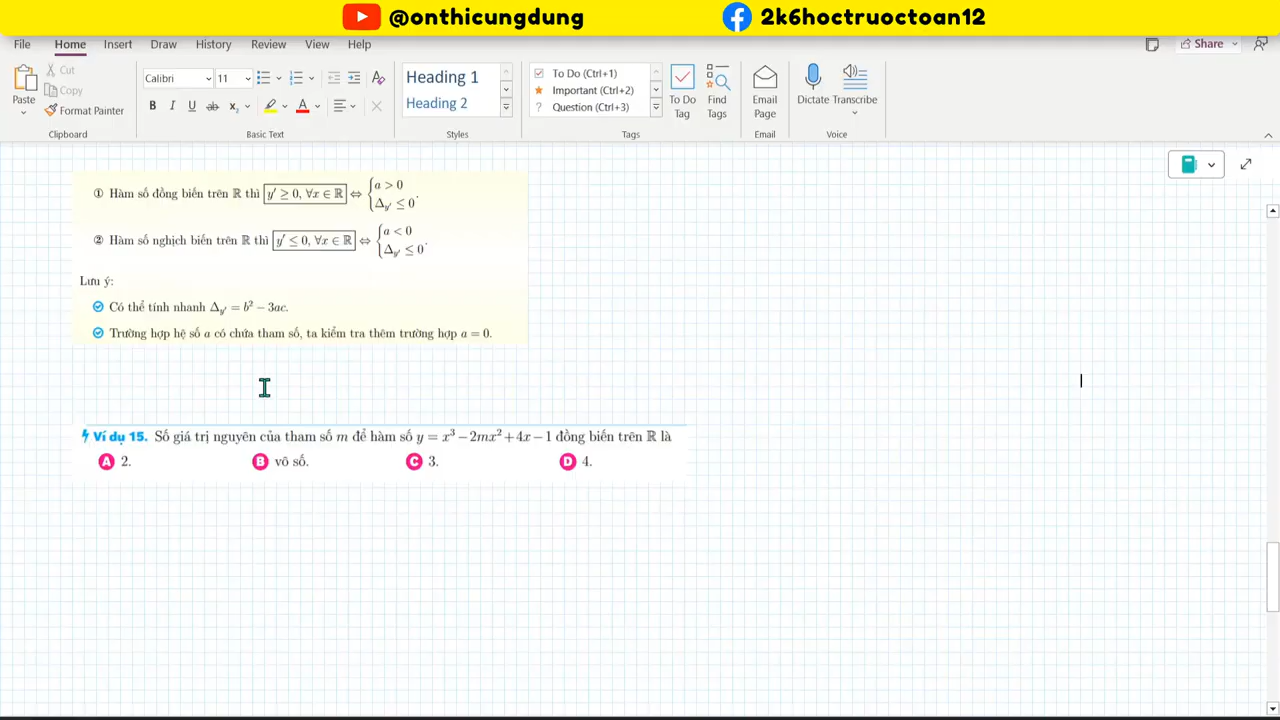 @onthicungdung 2k6hoctructoan12
File Home Insert Draw History Review View Help Share
Paste Cut Copy Format Painter
Calibri 11
Heading 1
Heading 2
To Do (Ctrl+1)
Important (Ctrl+2)
? Question (Ctrl+3)
To Do Tag
Find Tags
Email Page
Dictate Transcribe
Clipboard Basic Text Styles Tags Email Voice
① Hàm số đồng biến trên ℝ thì y′ ≥ 0, ∀x ∈ ℝ ⇔ { a > 0 Δy′ ≤ 0 .
② Hàm số nghịch biến trên ℝ thì y′ ≤ 0, ∀x ∈ ℝ ⇔ { a < 0 Δy′ ≤ 0 .
Lưu ý:
Có thể tính nhanh Δy′ = b² − 3ac.
Trường hợp hệ số a có chứa tham số, ta kiểm tra thêm trường hợp a = 0.
Ví dụ 15. Số giá trị nguyên của tham số m để hàm số y = x³ − 2mx² + 4x − 1 đồng biến trên ℝ là
A 2. B vô số. C 3. D 4.